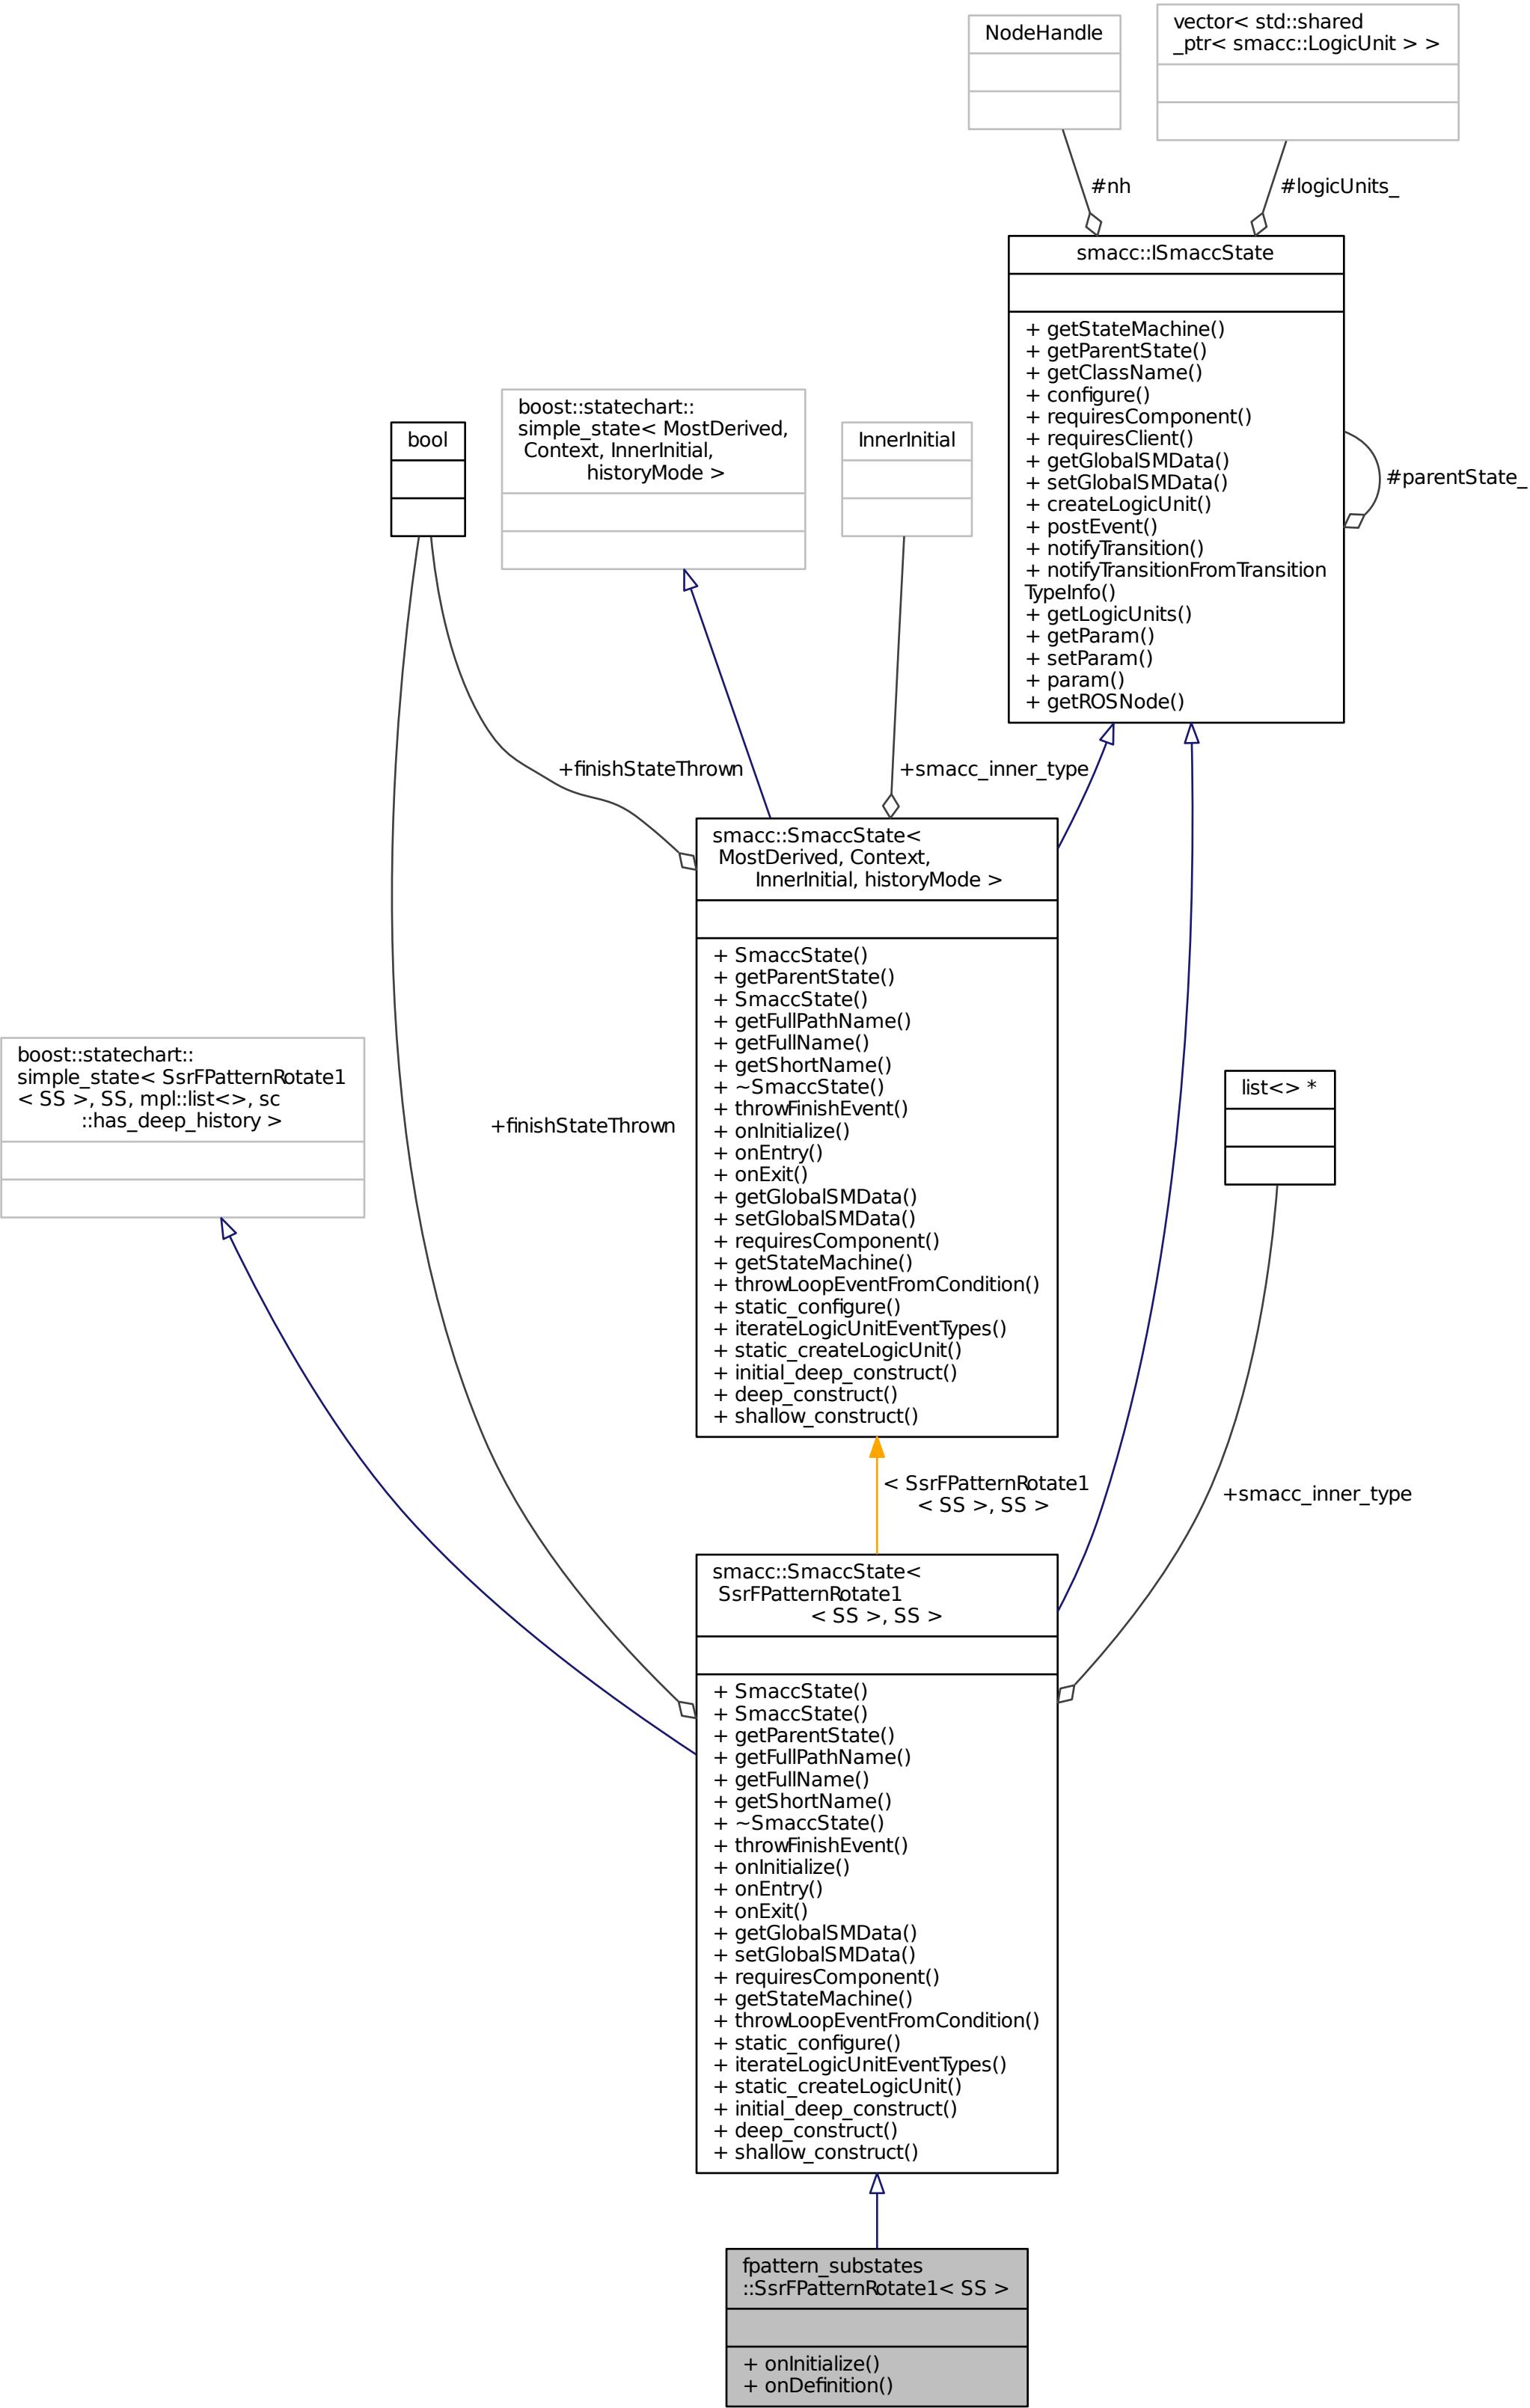 NodeHandle
vector< std::shared
_ptr< smacc::LogicUnit > >
#nh
#logicUnits_
smacc::ISmaccState
+ getStateMachine()
+ getParentState()
+ getClassName()
+ configure()
+ requiresComponent()
+ requiresClient()
+ getGlobalSMData()
+ setGlobalSMData()
+ createLogicUnit()
+ postEvent()
+ notifyTransition()
+ notifyTransitionFromTransition
TypeInfo()
+ getLogicUnits()
+ getParam()
+ setParam()
+ param()
+ getROSNode()
#parentState_
bool
boost::statechart::
simple_state< MostDerived,
Context, InnerInitial,
historyMode >
InnerInitial
+finishStateThrown
+smacc_inner_type
smacc::SmaccState<
MostDerived, Context,
InnerInitial, historyMode >
+ SmaccState()
+ getParentState()
+ SmaccState()
+ getFullPathName()
+ getFullName()
+ getShortName()
+ ~SmaccState()
+ throwFinishEvent()
+ onInitialize()
+ onEntry()
+ onExit()
+ getGlobalSMData()
+ setGlobalSMData()
+ requiresComponent()
+ getStateMachine()
+ throwLoopEventFromCondition()
+ static_configure()
+ iterateLogicUnitEventTypes()
+ static_createLogicUnit()
+ initial_deep_construct()
+ deep_construct()
+ shallow_construct()
boost::statechart::
simple_state< SsrFPatternRotate1
< SS >, SS, mpl::list<>, sc
::has_deep_history >
+finishStateThrown
list<> *
< SsrFPatternRotate1
< SS >, SS >
+smacc_inner_type
smacc::SmaccState<
SsrFPatternRotate1
< SS >, SS >
+ SmaccState()
+ SmaccState()
+ getParentState()
+ getFullPathName()
+ getFullName()
+ getShortName()
+ ~SmaccState()
+ throwFinishEvent()
+ onInitialize()
+ onEntry()
+ onExit()
+ getGlobalSMData()
+ setGlobalSMData()
+ requiresComponent()
+ getStateMachine()
+ throwLoopEventFromCondition()
+ static_configure()
+ iterateLogicUnitEventTypes()
+ static_createLogicUnit()
+ initial_deep_construct()
+ deep_construct()
+ shallow_construct()
fpattern_substates
::SsrFPatternRotate1< SS >
+ onInitialize()
+ onDefinition()